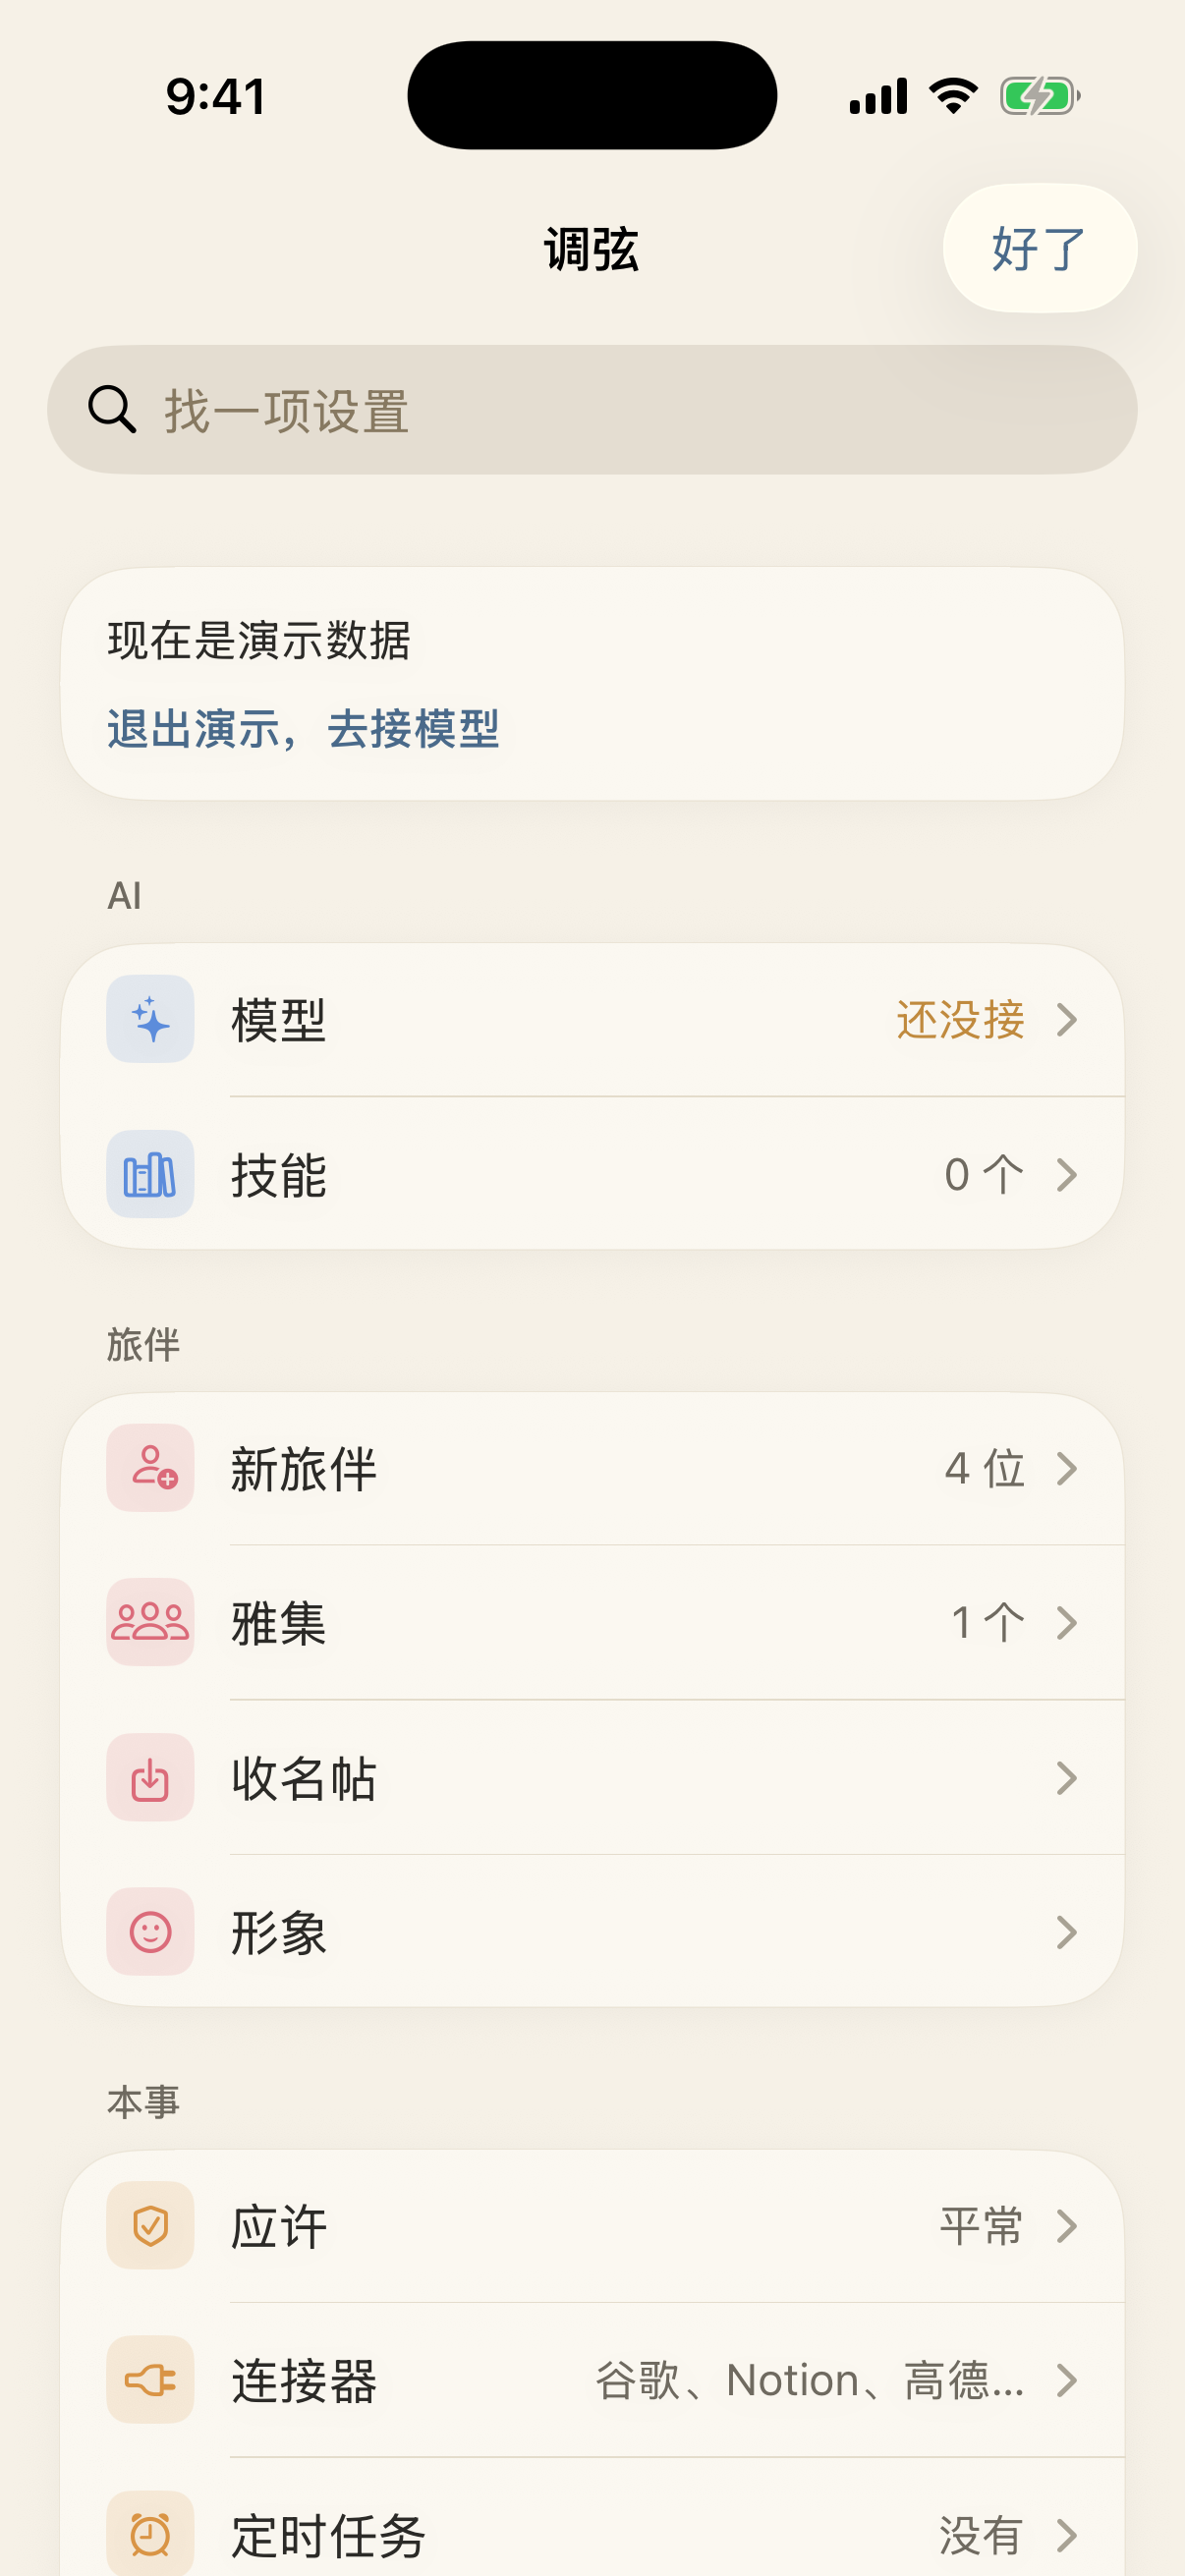 9:41
调弦
好了
找一项设置
现在是演示数据
退出演示，去接模型
AI
模型 还没接
技能 0 个
旅伴
新旅伴 4 位
雅集 1 个
收名帖
形象
本事
应许 平常
连接器 谷歌、Notion、高德...
定时任务 没有